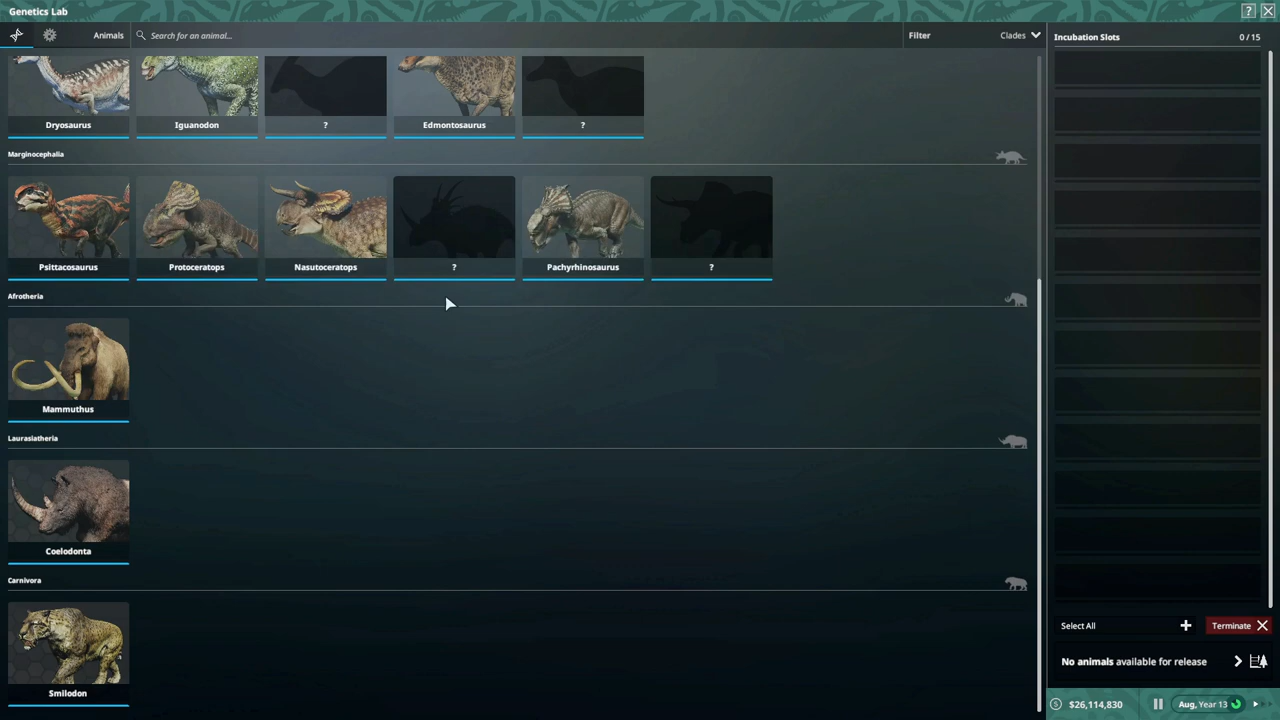 Genetics Lab
?
Animals
Search for an animal...
Filter
Clades
Incubation Slots
0 / 15
Dryosaurus
Iguanodon
?
Edmontosaurus
?
Marginocephalia
Psittacosaurus
Protoceratops
Nasutoceratops
?
Pachyrhinosaurus
?
Afrotheria
Mammuthus
Laurasiatheria
Coelodonta
Carnivora
Smilodon
Select All
Terminate
No animals available for release
$26,114,830
Aug, Year 13